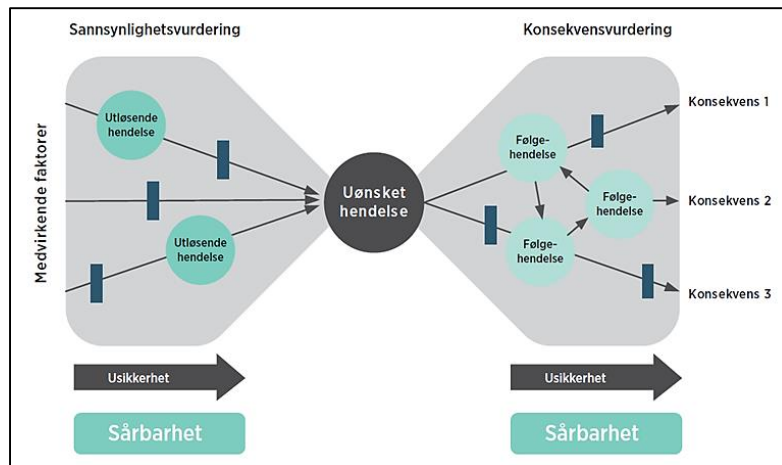 Sannsynlighetsvurdering
Konsekvensvurdering
Medvirkende faktorer
Utløsende
hendelse
Utløsende
hendelse
Uønsket
hendelse
Følge-
hendelse
Følge-
hendelse
Følge-
hendelse
Konsekvens 1
Konsekvens 2
Konsekvens 3
Usikkerhet
Usikkerhet
Sårbarhet
Sårbarhet